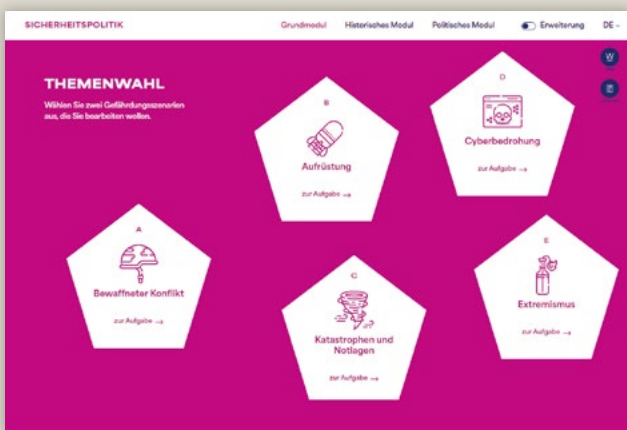 SICHERHEITSPOLITIK
Grundmodul
Historisches Modul
Politisches Modul
Erweiterung
DE
W
THEMENWAHL
Wählen Sie zwei Gefährdungsszenarien
aus, die Sie bearbeiten wollen.
A
Bewaffneter Konflikt
zur Aufgabe →
B
Aufrüstung
zur Aufgabe →
C
Katastrophen und
Notlagen
zur Aufgabe →
D
Cyberbedrohung
zur Aufgabe →
E
Extremismus
zur Aufgabe →